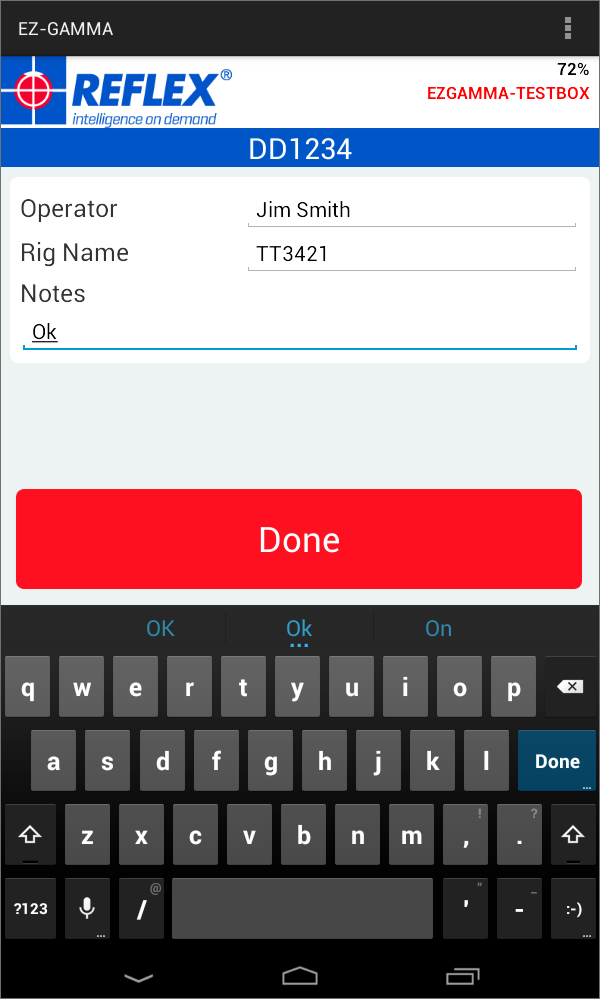 EZ-GAMMA
REFLEX®
intelligence on demand
72%
EZGAMMA-TESTBOX
DD1234
Operator Jim Smith
Rig Name TT3421
Notes
Ok
Done
OK Ok On
...
q w e r t y u i o p
a s d f g h j k l Done
...
z x c v b n m , ! . ?
?123 ... / @ ' " - _ :-) ...